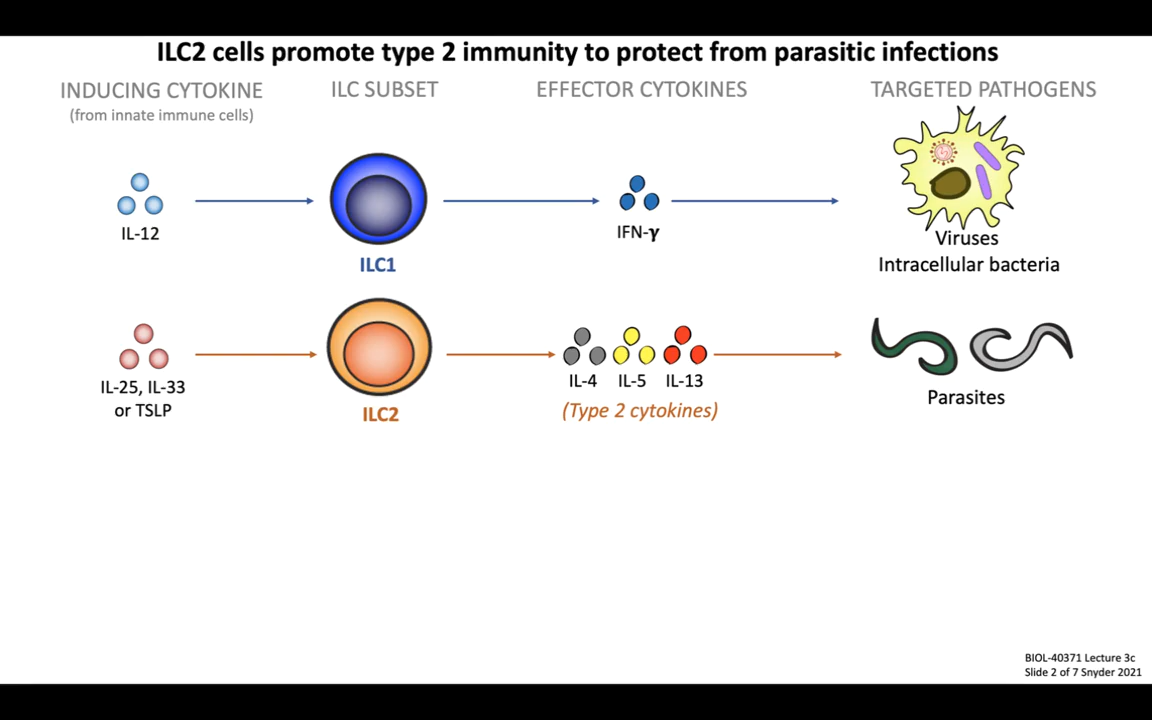 ILC2 cells promote type 2 immunity to protect from parasitic infections
INDUCING CYTOKINE
(from innate immune cells)
ILC SUBSET
EFFECTOR CYTOKINES
TARGETED PATHOGENS
IL-12
ILC1
IFN-γ
Viruses
Intracellular bacteria
IL-25, IL-33
or TSLP
ILC2
IL-4 IL-5 IL-13
(Type 2 cytokines)
Parasites
BIOL-40371 Lecture 3c
Slide 2 of 7 Snyder 2021